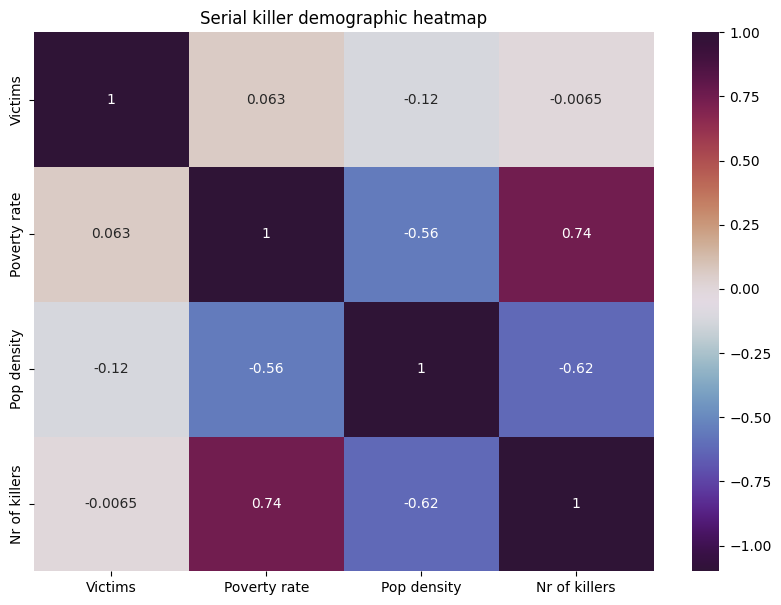 Serial killer demographic heatmap
Victims
1
0.063
-0.12
-0.0065
Poverty rate
0.063
1
-0.56
0.74
Pop density
-0.12
-0.56
1
-0.62
Nr of killers
-0.0065
0.74
-0.62
1
Victims
Poverty rate
Pop density
Nr of killers
1.00
0.75
0.50
0.25
0.00
−0.25
−0.50
−0.75
−1.00